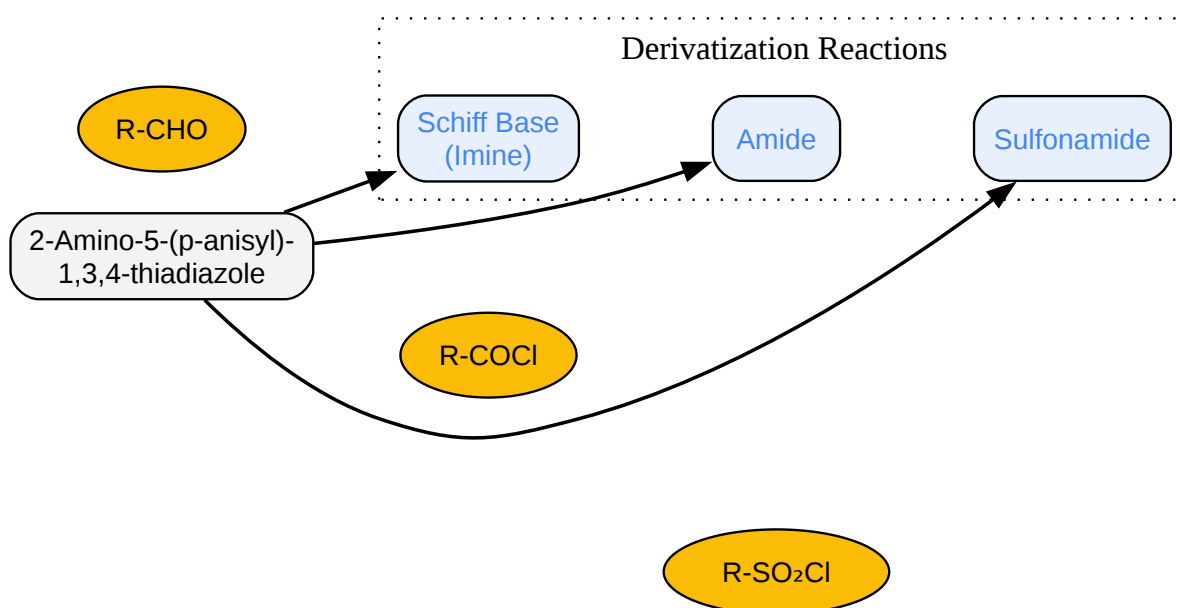 Derivatization Reactions
R-CHO
Schiff Base
(Imine)
Amide
Sulfonamide
2-Amino-5-(p-anisyl)-
1,3,4-thiadiazole
R-COCl
R-SO₂Cl